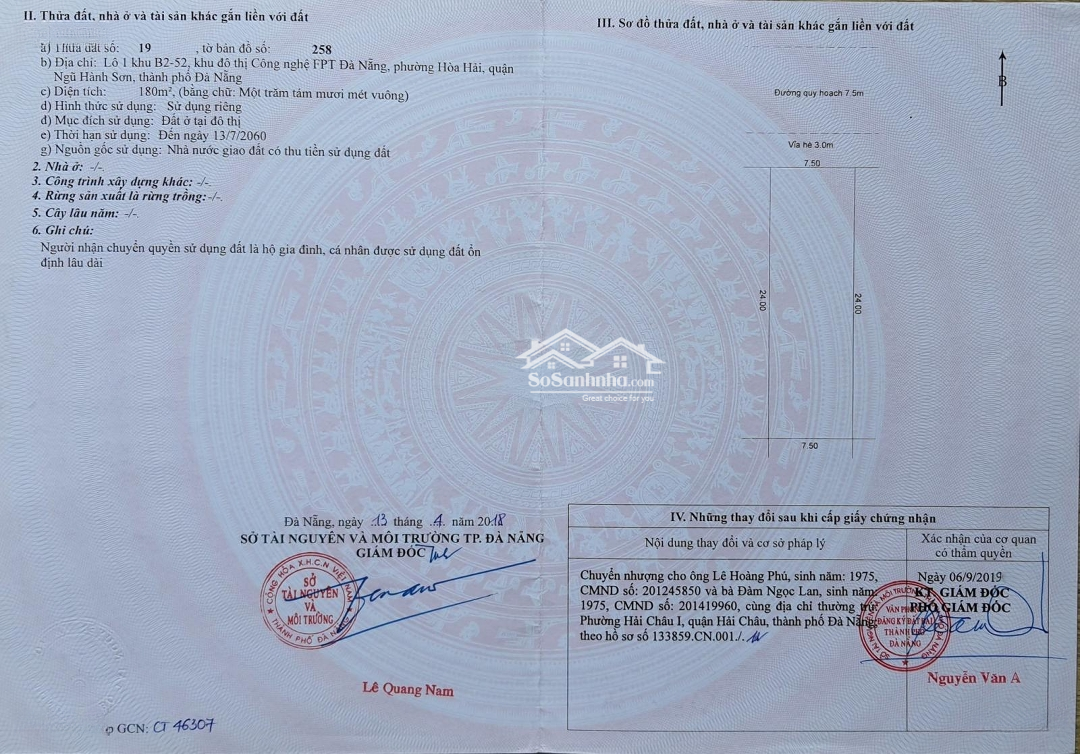 II. Thửa đất, nhà ở và tài sản khác gắn liền với đất
a) Thửa đất số: 19 , tờ bản đồ số: 258
b) Địa chỉ: Lô 1 khu B2-52, khu đô thị Công nghệ FPT Đà Nẵng, phường Hòa Hải, quận
Ngũ Hành Sơn, thành phố Đà Nẵng
c) Diện tích: 180m², (bằng chữ: Một trăm tám mươi mét vuông)
d) Hình thức sử dụng: Sử dụng riêng
đ) Mục đích sử dụng: Đất ở tại đô thị
e) Thời hạn sử dụng: Đến ngày 13/7/2060
g) Nguồn gốc sử dụng: Nhà nước giao đất có thu tiền sử dụng đất
2. Nhà ở: -/-
3. Công trình xây dựng khác: -/-
4. Rừng sản xuất là rừng trồng:-/-.
5. Cây lâu năm: -/-.
6. Ghi chú:
Người nhận chuyển quyền sử dụng đất là hộ gia đình, cá nhân được sử dụng đất ổn
định lâu dài
Đà Nẵng, ngày 13 tháng 4 năm 2018
SỞ TÀI NGUYÊN VÀ MÔI TRƯỜNG TP. ĐÀ NẴNG
GIÁM ĐỐC
CỘNG HÒA X.H.C.N VIỆT NAM
SỞ
TÀI NGUYÊN
VÀ
MÔI TRƯỜNG
THÀNH PHỐ ĐÀ NẴNG
Lê Quang Nam
GCN: CT 46307
III. Sơ đồ thửa đất, nhà ở và tài sản khác gắn liền với đất
B
Đường quy hoạch 7.5m
Vỉa hè 3.0m
7.50
24.00
24.00
7.50
SoSanhnha.com
Great choice for you
IV. Những thay đổi sau khi cấp giấy chứng nhận
Nội dung thay đổi và cơ sở pháp lý
Xác nhận của cơ quan
có thẩm quyền
Chuyển nhượng cho ông Lê Hoàng Phú, sinh năm: 1975,
CMND số: 201245850 và bà Đàm Ngọc Lan, sinh năm
1975, CMND số: 201419960, cùng địa chỉ thường trú
Phường Hải Châu I, quận Hải Châu, thành phố Đà Nẵng;
theo hồ sơ số 133859.CN.001./.
Ngày 06/9/2019
KT. GIÁM ĐỐC
PHÓ GIÁM ĐỐC
VĂN PHÒNG
ĐĂNG KÝ ĐẤT ĐAI
THÀNH PHỐ
ĐÀ NẴNG
Nguyễn Văn A